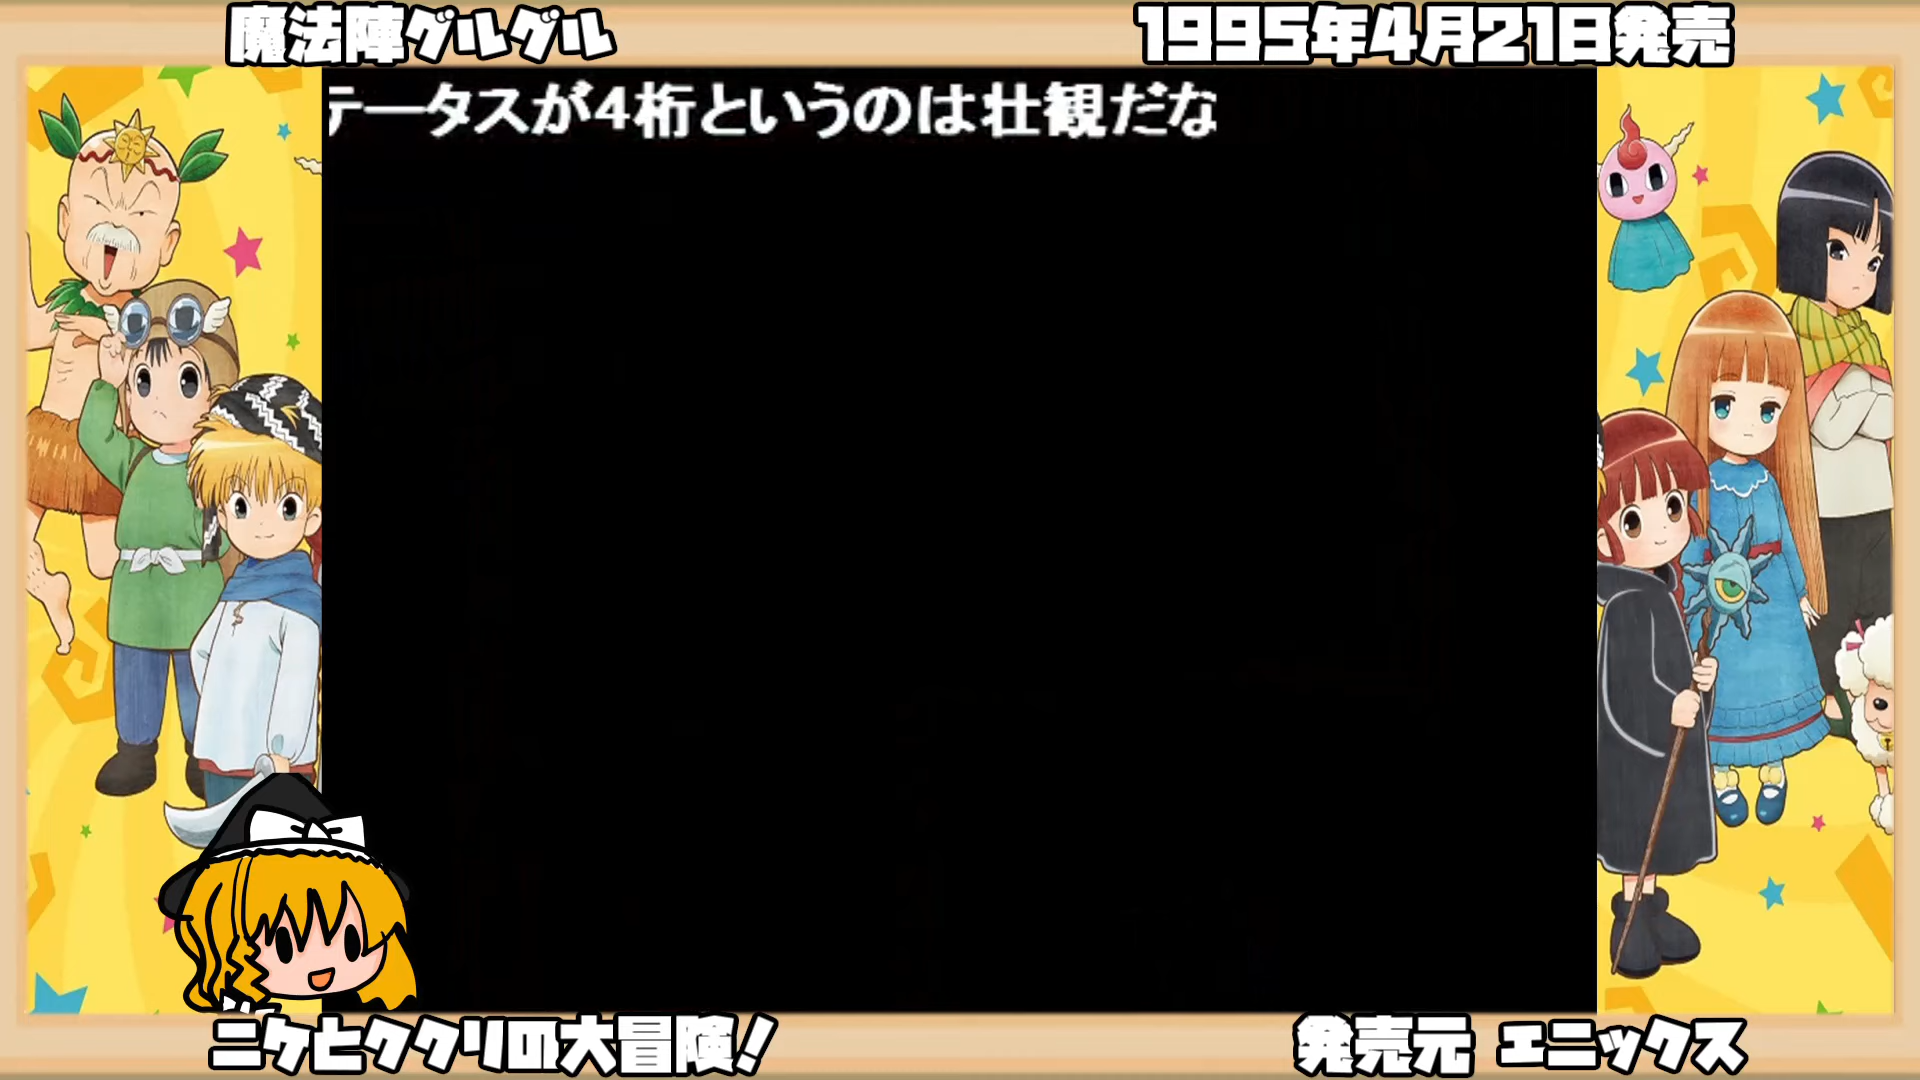 魔法陣グルグル
1995年4月21日発売
テータスが4桁というのは壮観だな
ニケとククリの大冒険!
発売元 エニックス